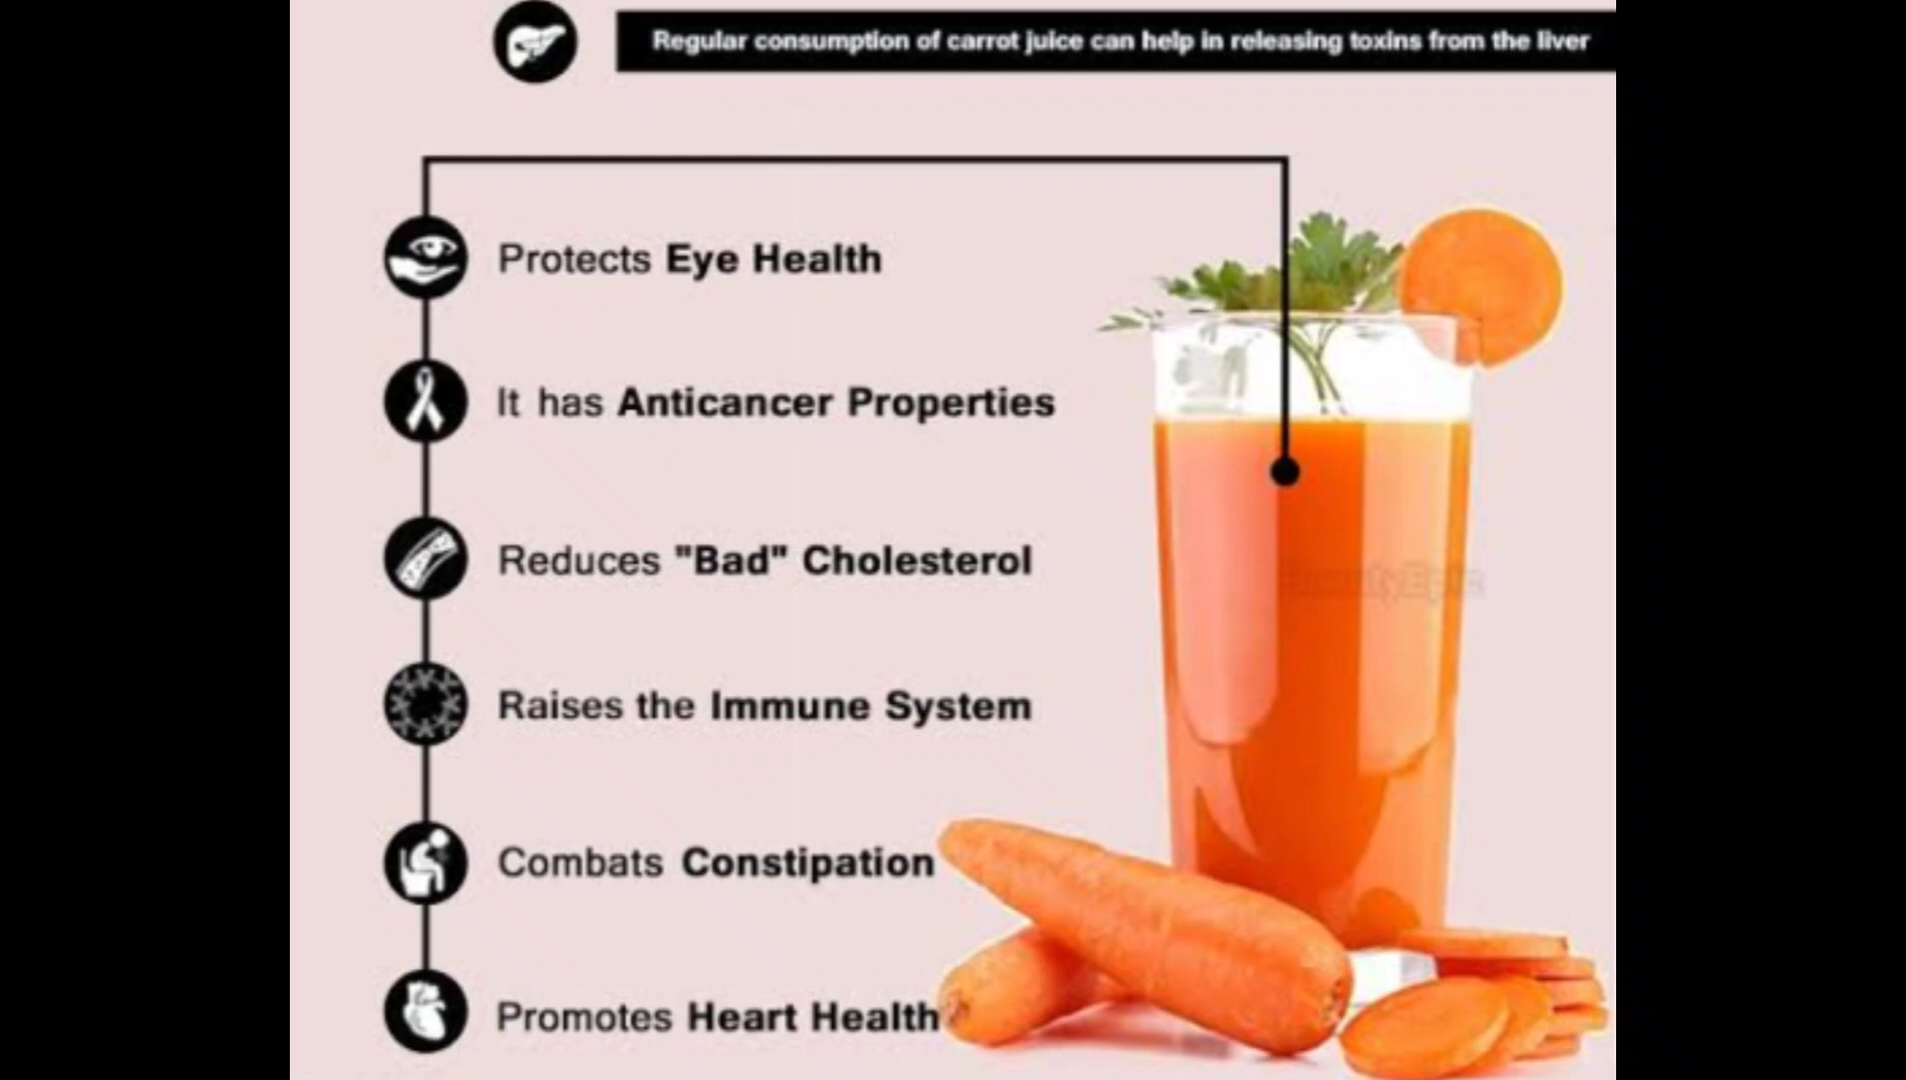 Regular consumption of carrot juice can help in releasing toxins from the liver
Protects Eye Health
It has Anticancer Properties
Reduces "Bad" Cholesterol
Raises the Immune System
Combats Constipation
Promotes Heart Health